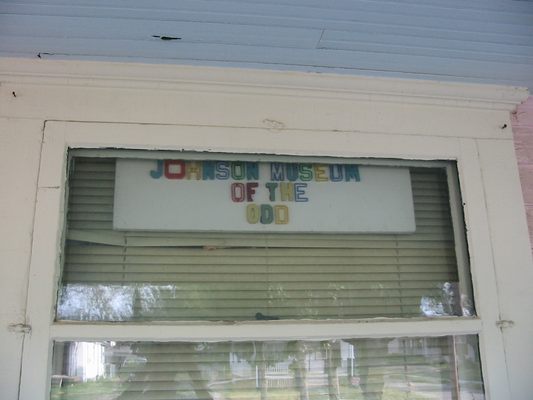 JOHNSON MUSEUM
OF THE
ODD